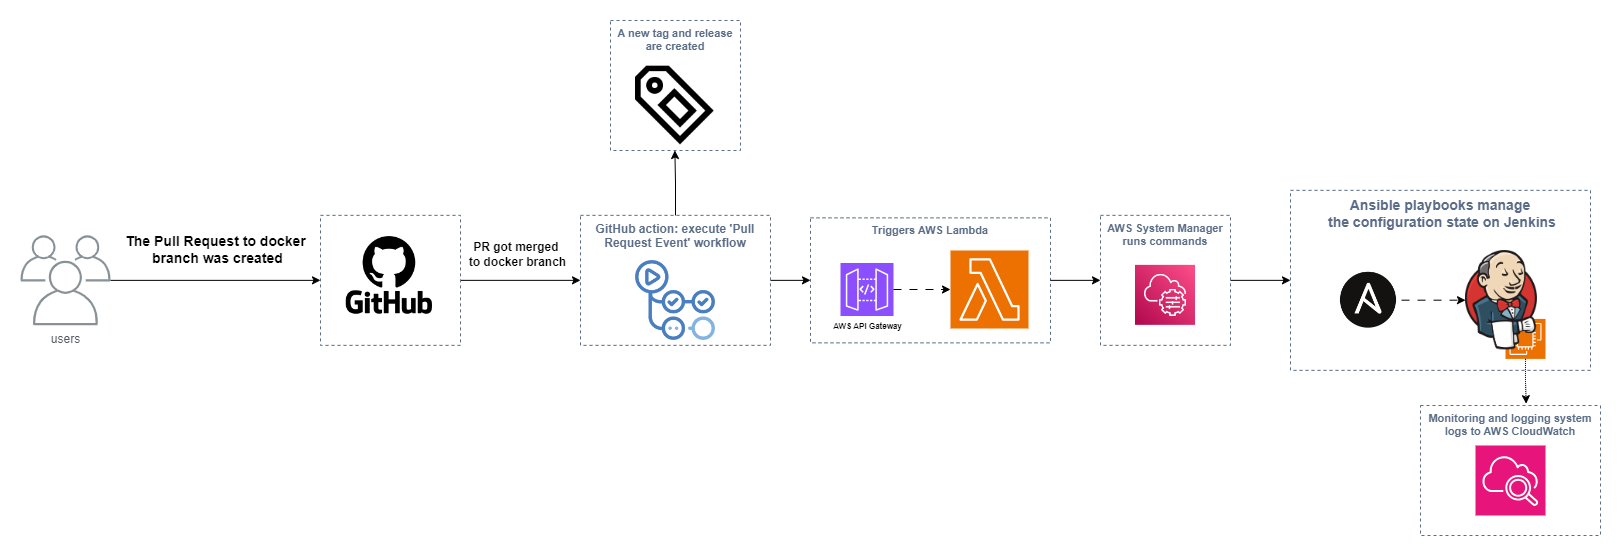 A new tag and release
are created
The Pull Request to docker
branch was created
users
GitHub
PR got merged
to docker branch
GitHub action: execute 'Pull
Request Event' workflow
Triggers AWS Lambda
AWS API Gateway
AWS System Manager
runs commands
Ansible playbooks manage
the configuration state on Jenkins
Monitoring and logging system
logs to AWS CloudWatch